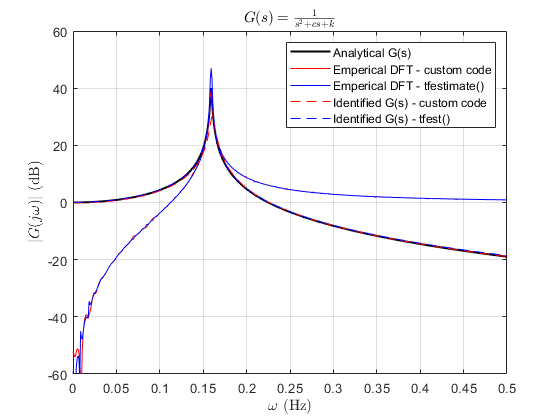 G(s) = 1/(s²+cs+k)
60
40
20
0
-20
-40
-60
|G(jω)| (dB)
Analytical G(s)
Emperical DFT - custom code
Emperical DFT - tfestimate()
Identified G(s) - custom code
Identified G(s) - tfest()
0 0.05 0.1 0.15 0.2 0.25 0.3 0.35 0.4 0.45 0.5
ω (Hz)